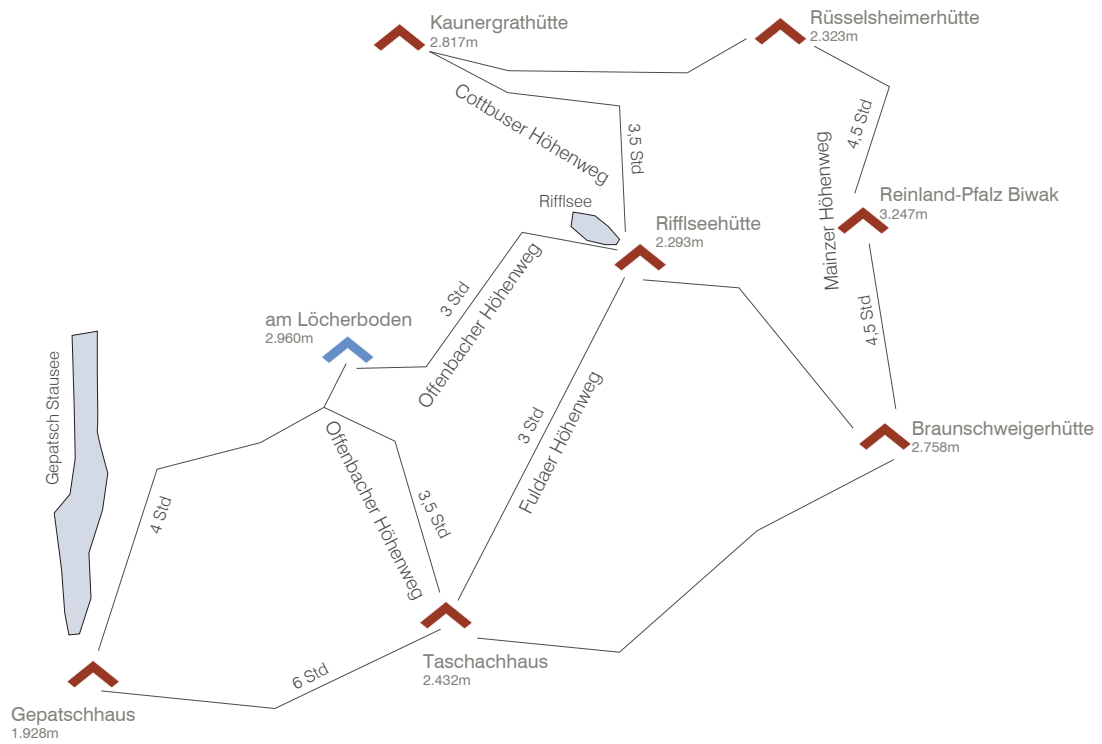 Kaunergrathütte
2.817m
Rüsselsheimerhütte
2.323m
Cottbuser Höhenweg
3,5 Std
4,5 Std
Mainzer Höhenweg
Reinland-Pfalz Biwak
3.247m
Rifflsee
Rifflseehütte
2.293m
3 Std
Offenbacher Höhenweg
am Löcherboden
2.960m
4,5 Std
Gepatsch Stausee
3 Std
Fuldaer Höhenweg
Braunschweigerhütte
2.758m
Offenbacher Höhenweg
3,5 Std
4 Std
Taschachhaus
2.432m
6 Std
Gepatschhaus
1.928m